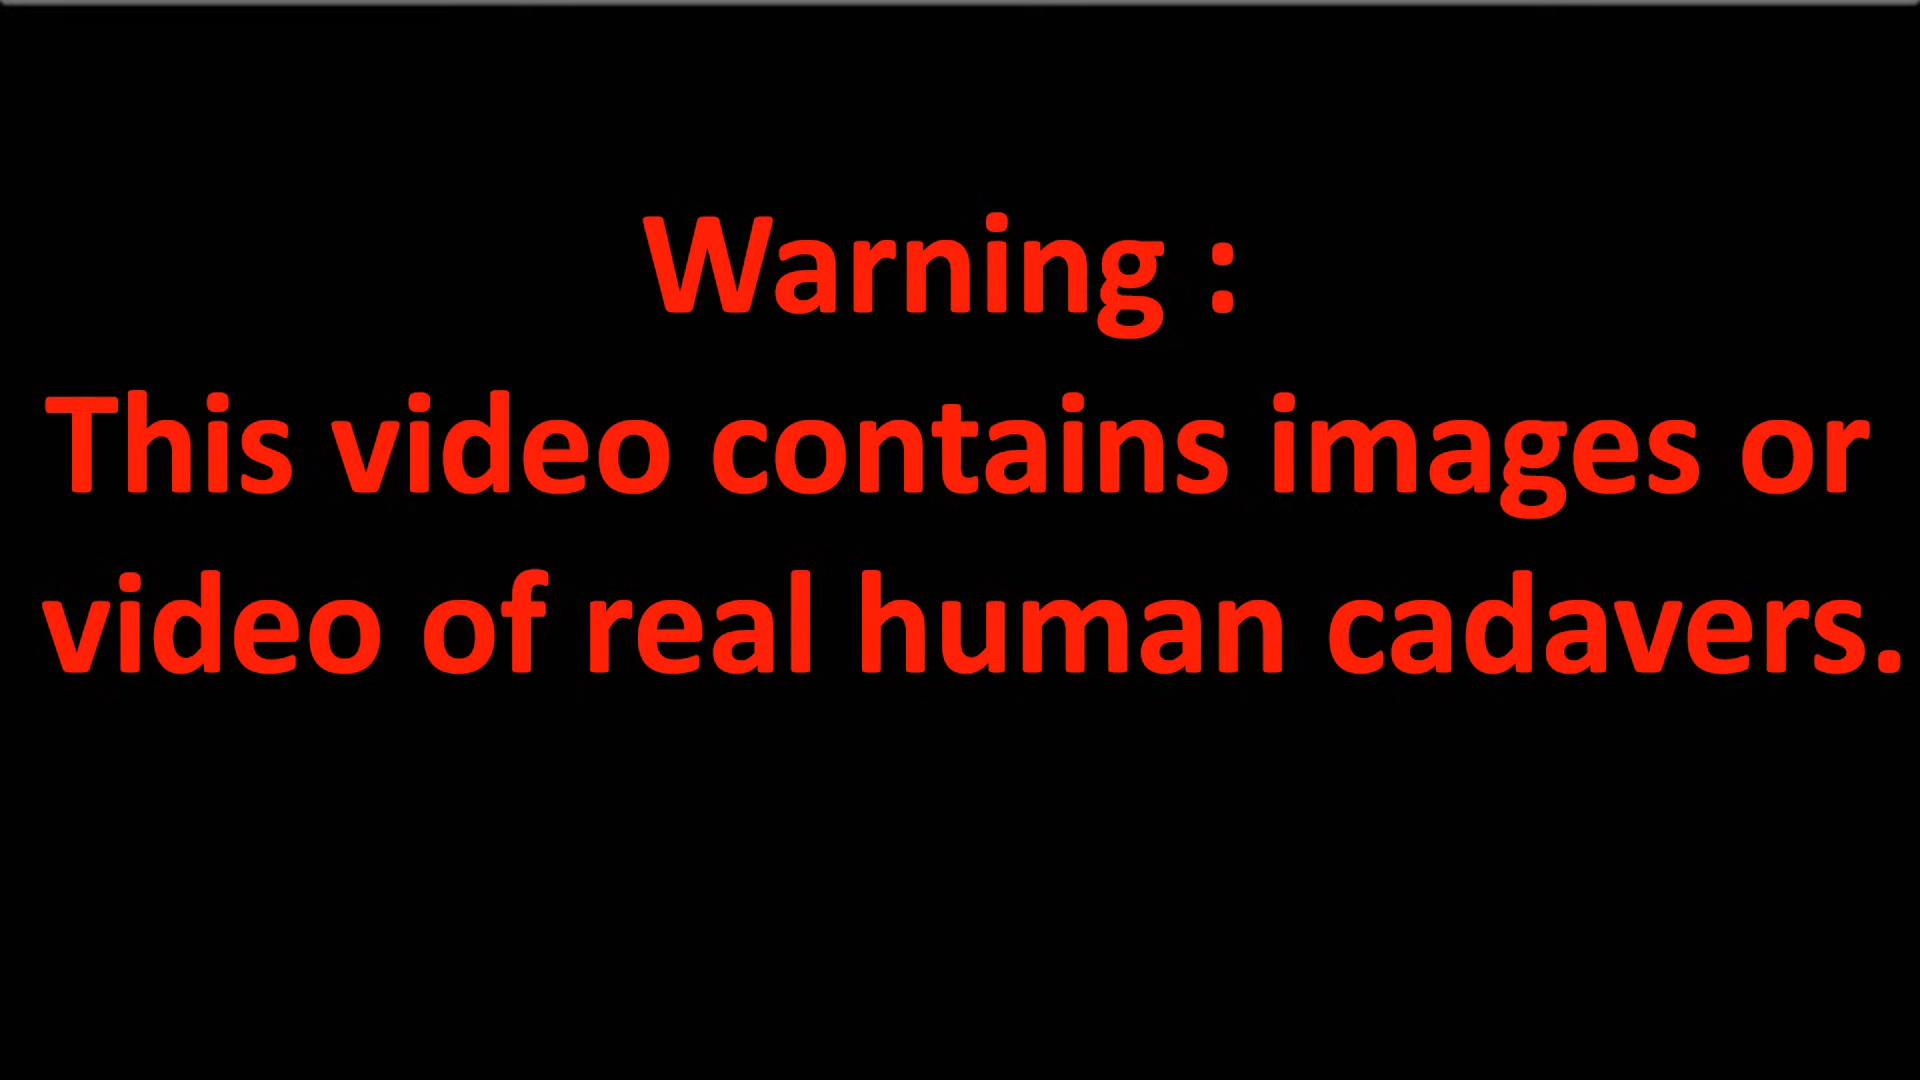 Warning :
This video contains images or
video of real human cadavers.